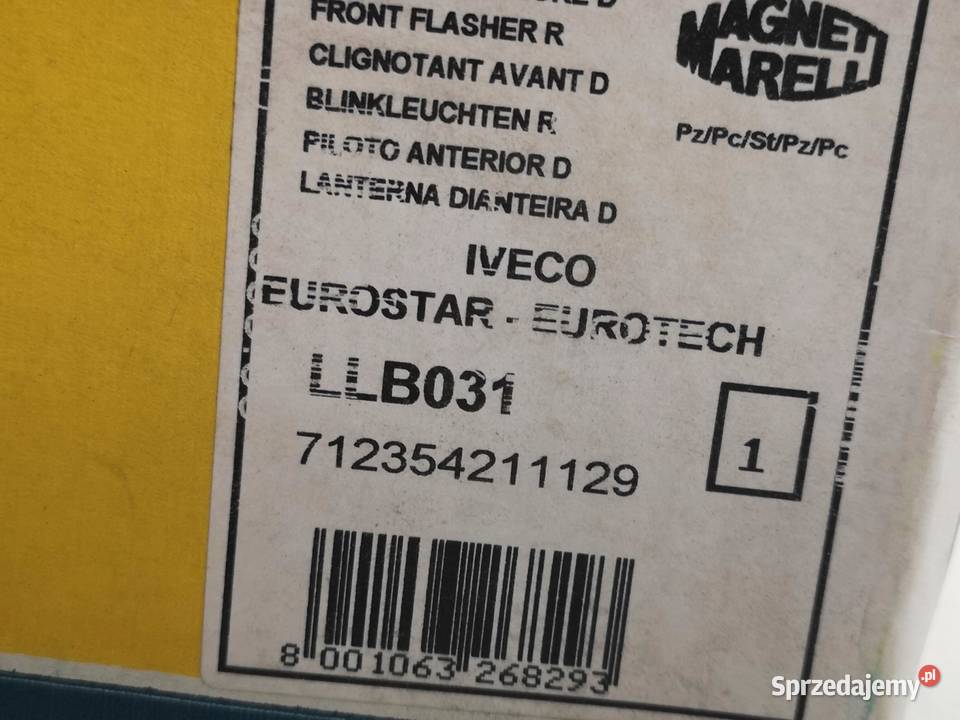 FRONT FLASHER R
CLIGNOTANT AVANT D
BLINKLEUCHTEN R
PILOTO ANTERIOR D
LANTERNA DIANTEIRA D
MAGNETI
MARELLI
Pz/Pc/St/Pz/Pc
IVECO
EUROSTAR - EUROTECH
LLB031
712354211129
1
8 001063 268293
Sprzedajemy.pl